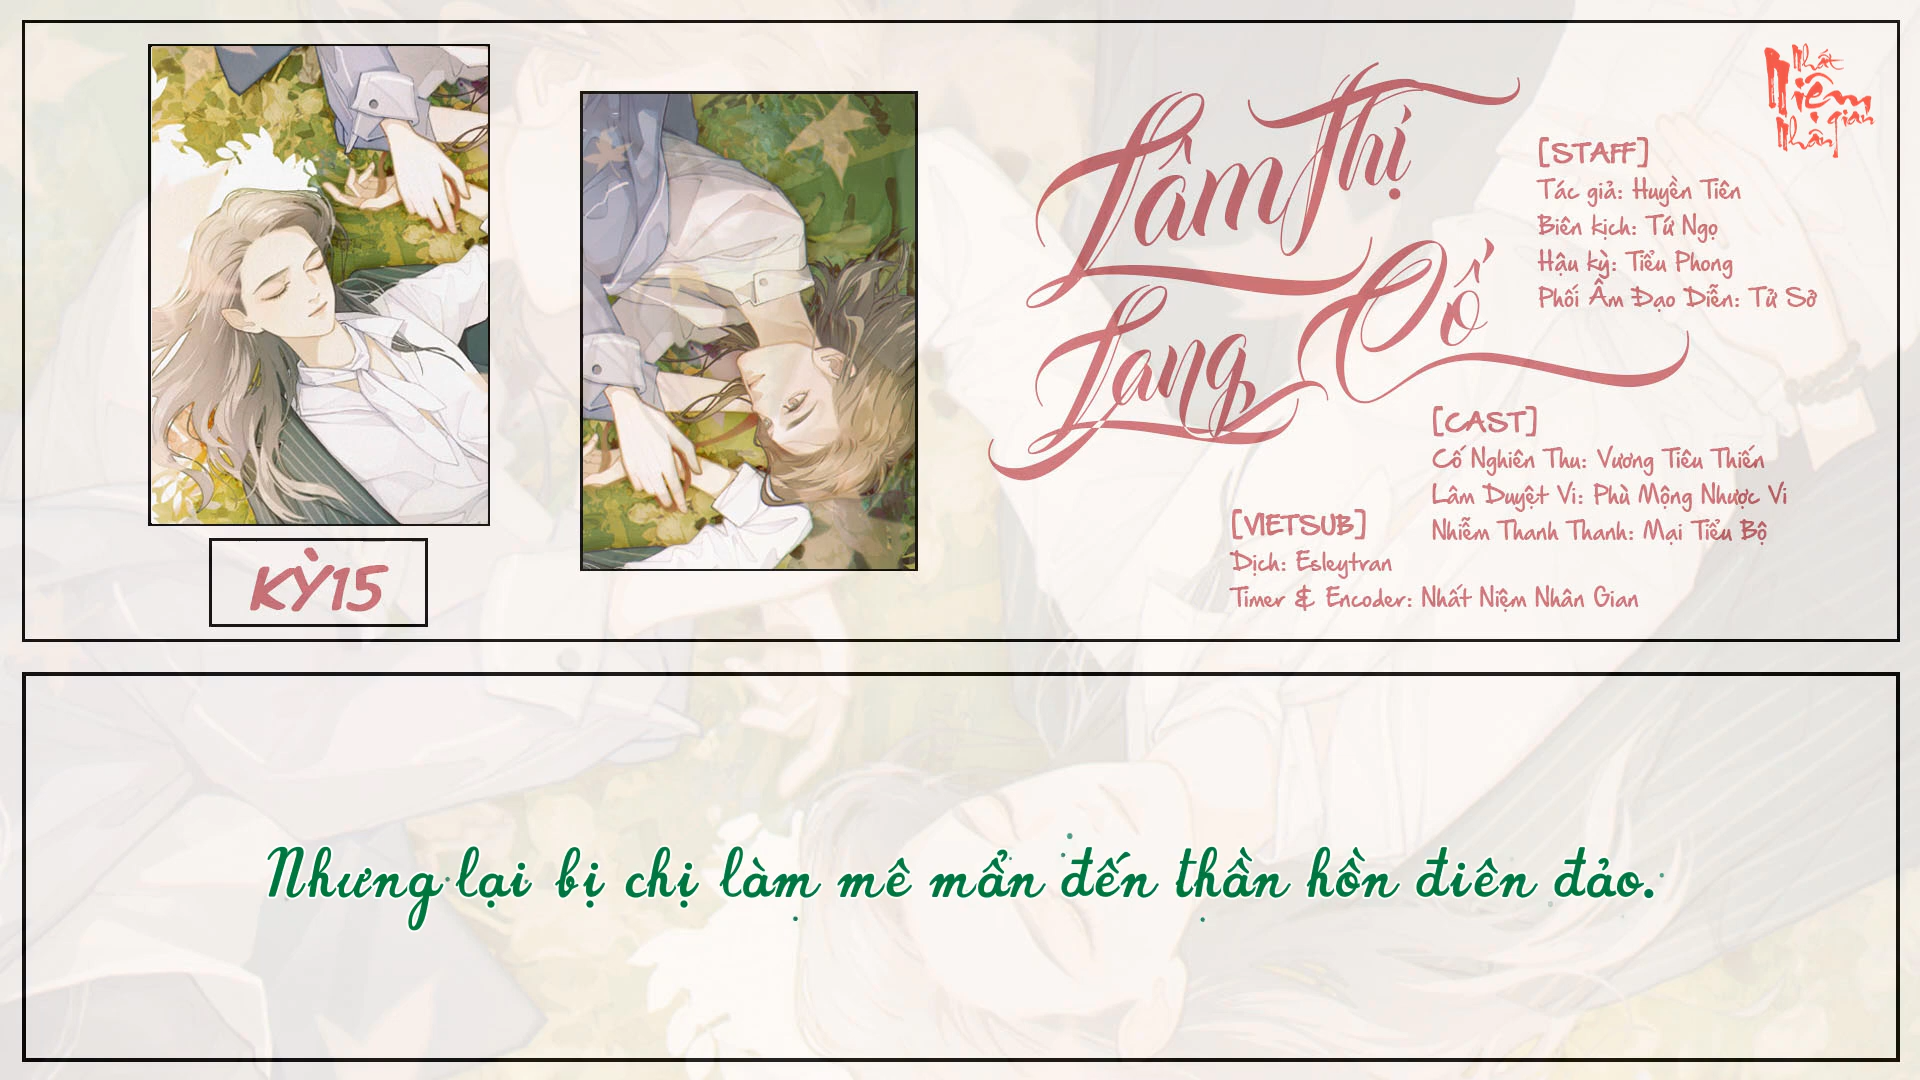 Lâm Thị
Lang Cố
Nhất
Niệm
Nhân gian
[STAFF]
Tác giả: Huyền Tiên
Biên kịch: Tứ Ngọ
Hậu kỳ: Tiểu Phong
Phối Âm Đạo Diễn: Tử Sở
[CAST]
Cố Nghiên Thu: Vương Tiêu Thiến
Lâm Duyệt Vi: Phù Mộng Nhược Vi
Nhiễm Thanh Thanh: Mại Tiểu Bộ
[VIETSUB]
Dịch: Esleytran
Timer & Encoder: Nhất Niệm Nhân Gian
KỲ15
Nhưng lại bị chị làm mê mẩn đến thần hồn điên đảo.